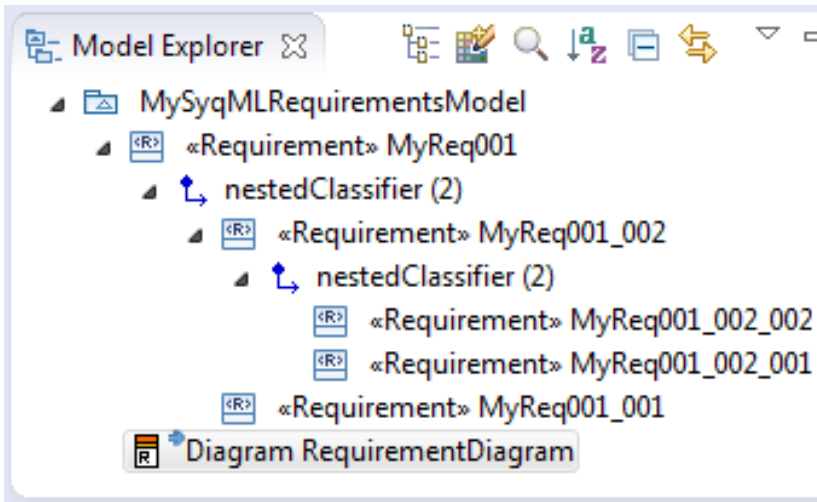 Model Explorer
MySyqMLRequirementsModel
«Requirement» MyReq001
nestedClassifier (2)
«Requirement» MyReq001_002
nestedClassifier (2)
«Requirement» MyReq001_002_002
«Requirement» MyReq001_002_001
«Requirement» MyReq001_001
Diagram RequirementDiagram